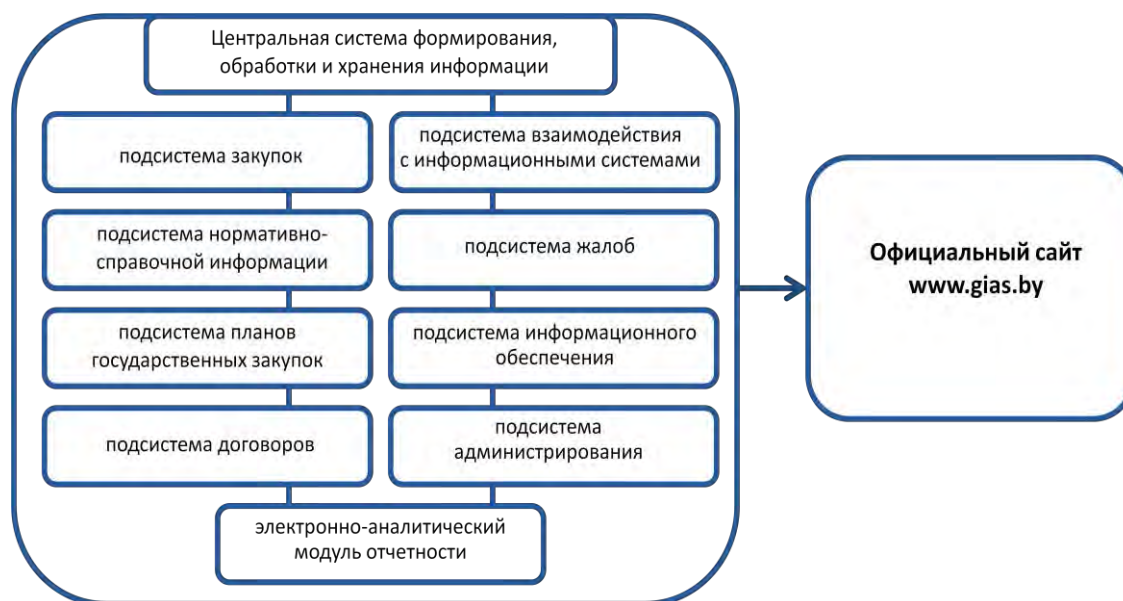 Центральная система формирования,
обработки и хранения информации
подсистема закупок
подсистема взаимодействия
с информационными системами
подсистема нормативно-
справочной информации
подсистема жалоб
подсистема планов
государственных закупок
подсистема информационного
обеспечения
подсистема договоров
подсистема
администрирования
электронно-аналитический
модуль отчетности
Официальный сайт
www.gias.by